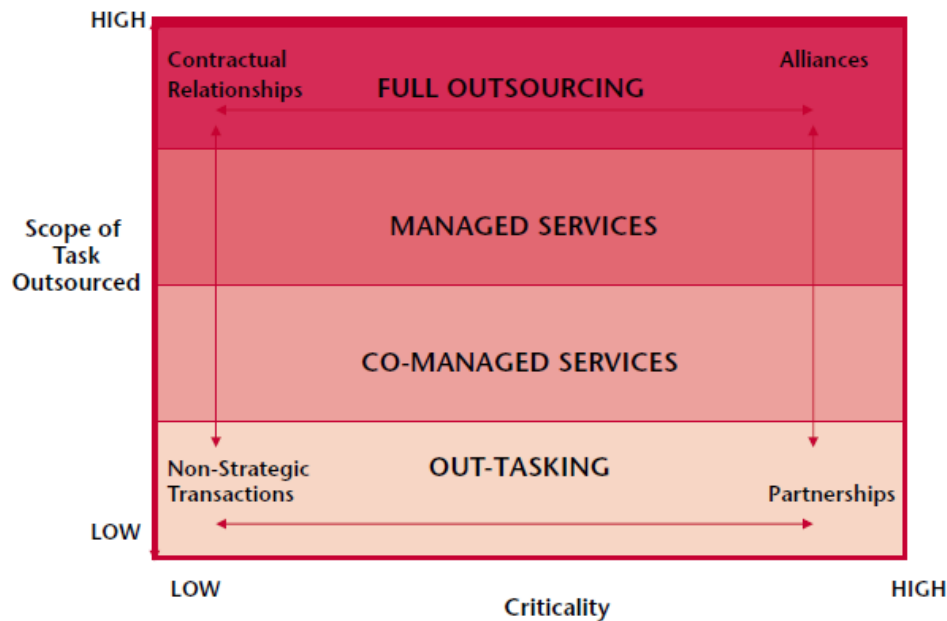 HIGH
Contractual
Relationships
FULL OUTSOURCING
Alliances
MANAGED SERVICES
Scope of
Task
Outsourced
CO-MANAGED SERVICES
Non-Strategic
Transactions
OUT-TASKING
Partnerships
LOW
LOW
HIGH
Criticality